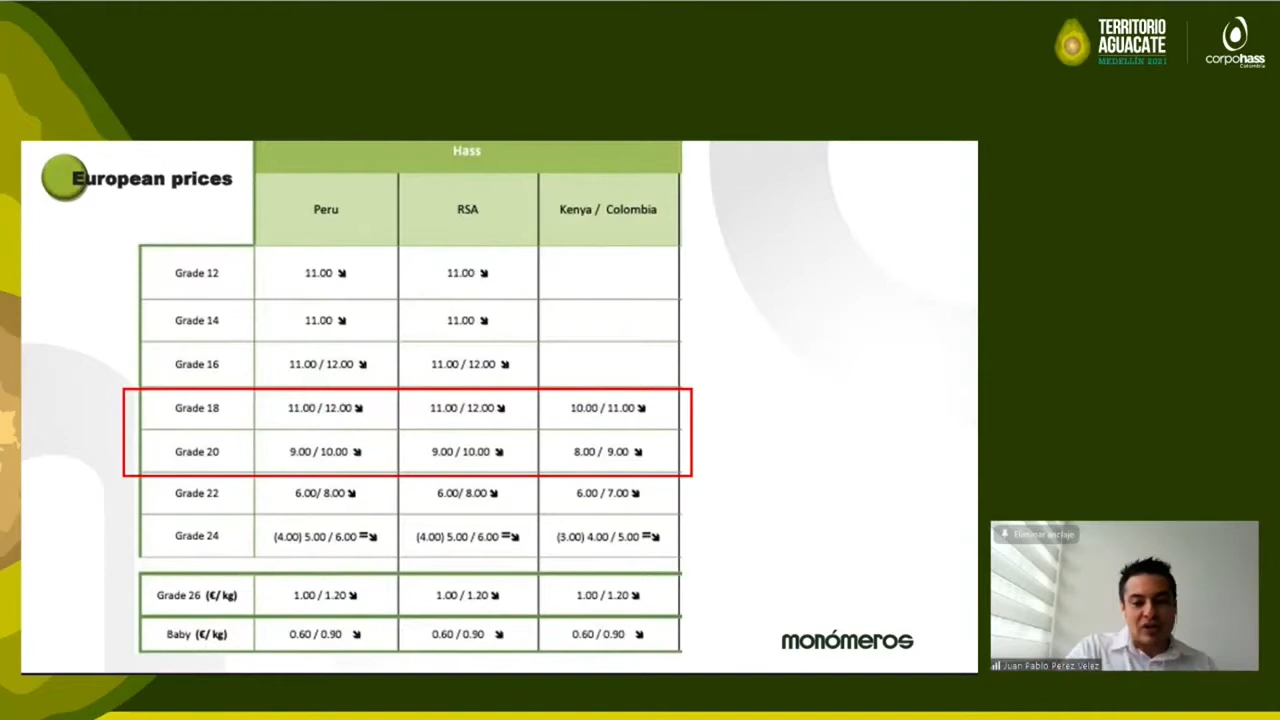 TERRITORIO
AGUACATE
MEDELLÍN 2021
corpohass
Colombia
European prices
Hass
Peru RSA Kenya / Colombia
Grade 12 11.00 ↘ 11.00 ↘
Grade 14 11.00 ↘ 11.00 ↘
Grade 16 11.00 / 12.00 ↘ 11.00 / 12.00 ↘
Grade 18 11.00 / 12.00 ↘ 11.00 / 12.00 ↘ 10.00 / 11.00 ↘
Grade 20 9.00 / 10.00 ↘ 9.00 / 10.00 ↘ 8.00 / 9.00 ↘
Grade 22 6.00/ 8.00 ↘ 6.00/ 8.00 ↘ 6.00 / 7.00 ↘
Grade 24 (4.00) 5.00 / 6.00 =↘ (4.00) 5.00 / 6.00 =↘ (3.00) 4.00 / 5.00 =↘
Grade 26 (€/ kg) 1.00 / 1.20 ↘ 1.00 / 1.20 ↘ 1.00 / 1.20 ↘
Baby (€/ kg) 0.60 / 0.90 ↘ 0.60 / 0.90 ↘ 0.60 / 0.90 ↘
monómeros
Eliminar anclaje
Juan Pablo Perez Velez